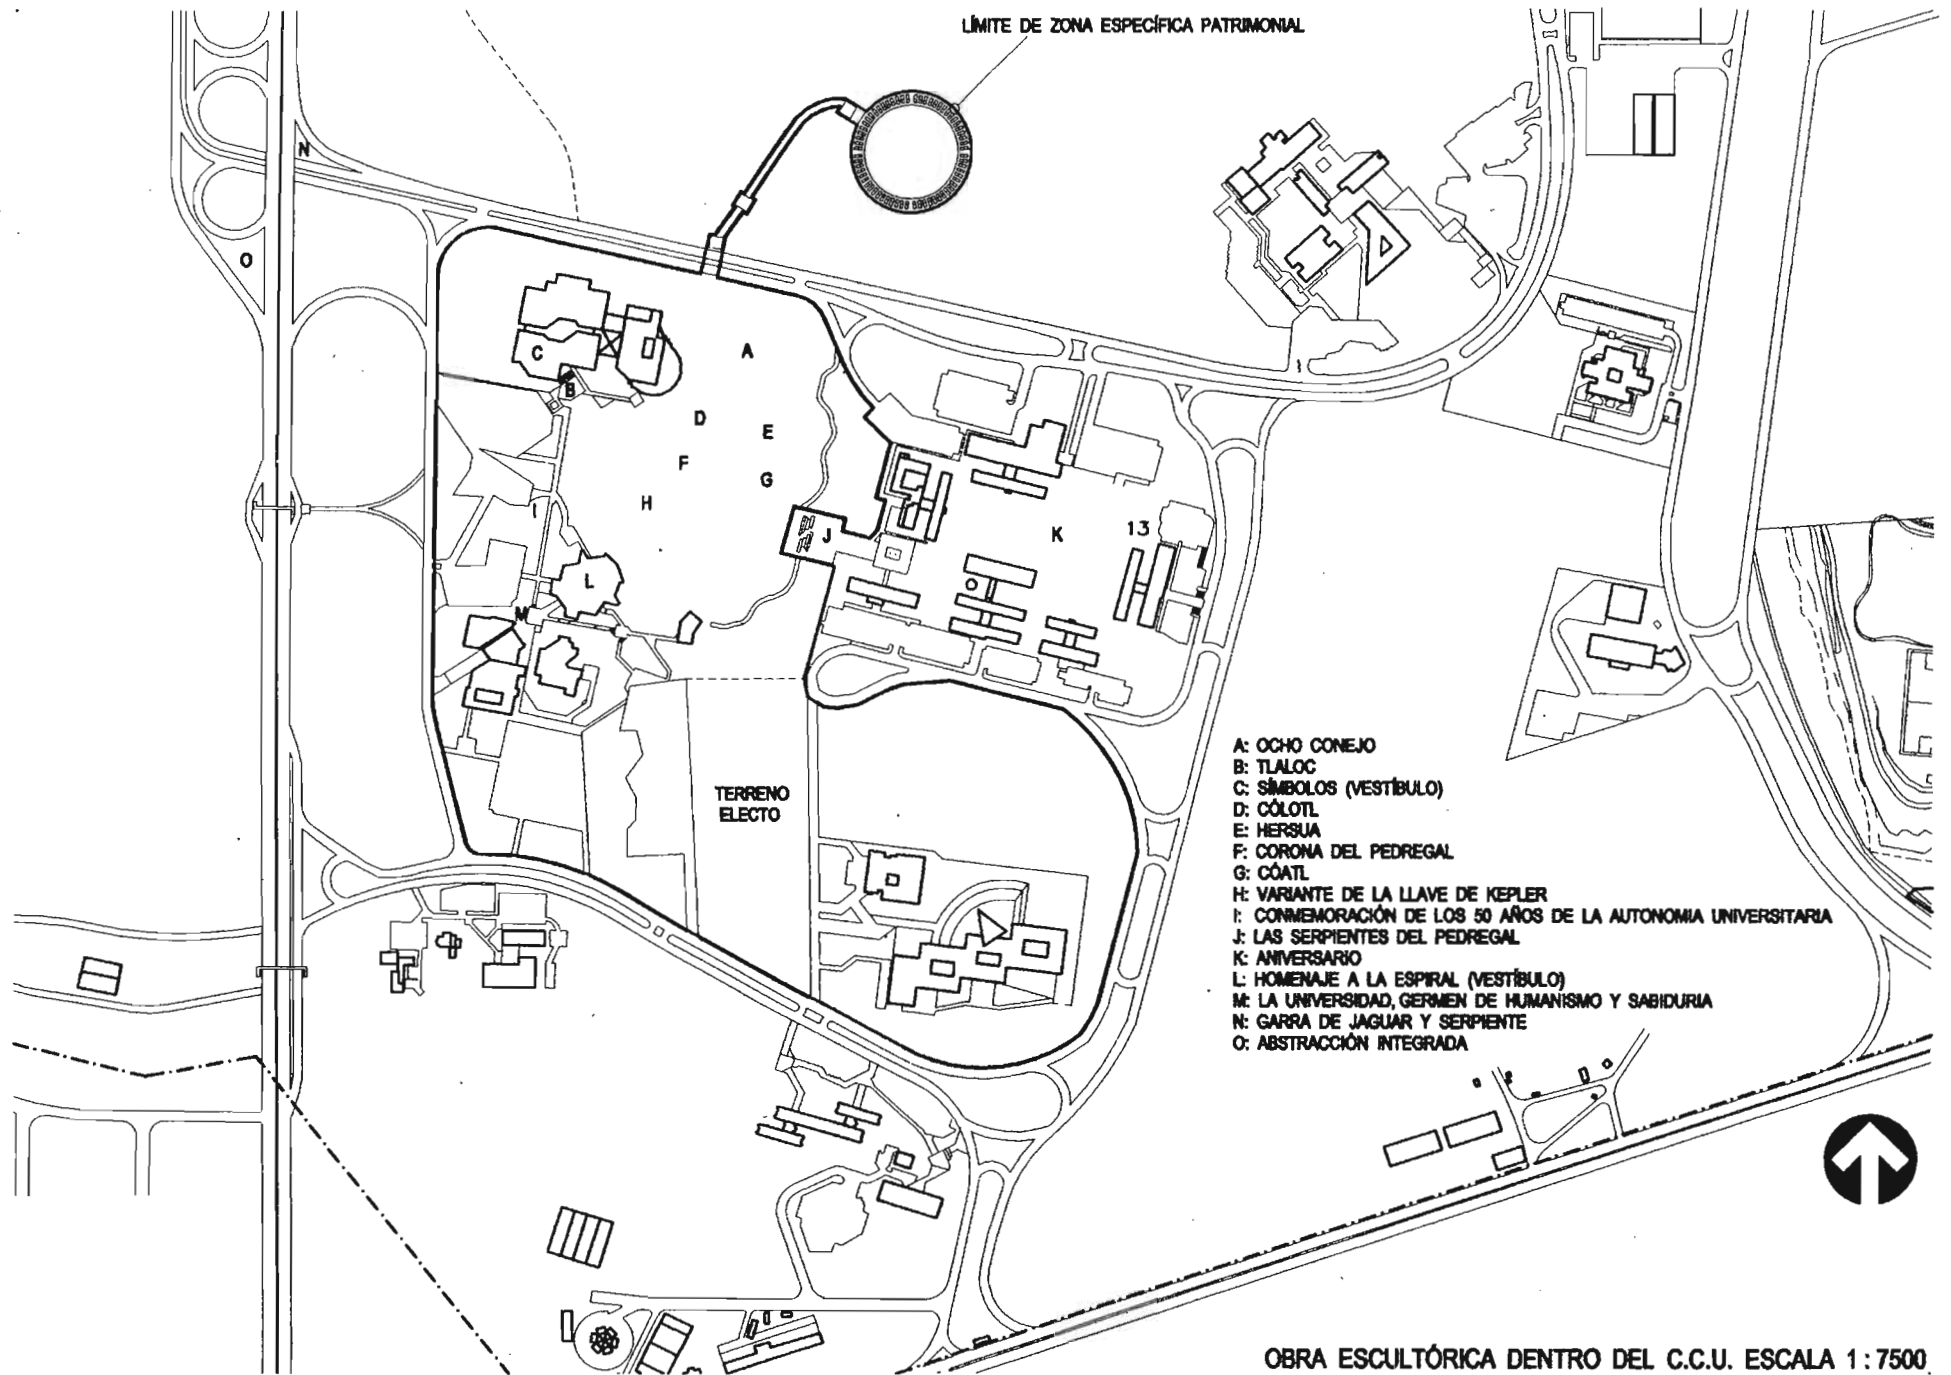 LÍMITE DE ZONA ESPECÍFICA PATRIMONIAL
N
O
A
C
B
D
E
F
G
H
I
J
K
13
L
M
TERRENO
ELECTO
A: OCHO CONEJO
B: TLALOC
C: SÍMBOLOS (VESTÍBULO)
D: CÓLOTL
E: HERSUA
F: CORONA DEL PEDREGAL
G: CÓATL
H: VARIANTE DE LA LLAVE DE KEPLER
I: CONMEMORACIÓN DE LOS 50 AÑOS DE LA AUTONOMIA UNIVERSITARIA
J: LAS SERPIENTES DEL PEDREGAL
K: ANIVERSARIO
L: HOMENAJE A LA ESPIRAL (VESTÍBULO)
M: LA UNIVERSIDAD, GERMEN DE HUMANISMO Y SABIDURIA
N: GARRA DE JAGUAR Y SERPIENTE
O: ABSTRACCIÓN INTEGRADA
OBRA ESCULTÓRICA DENTRO DEL C.C.U. ESCALA 1:7500